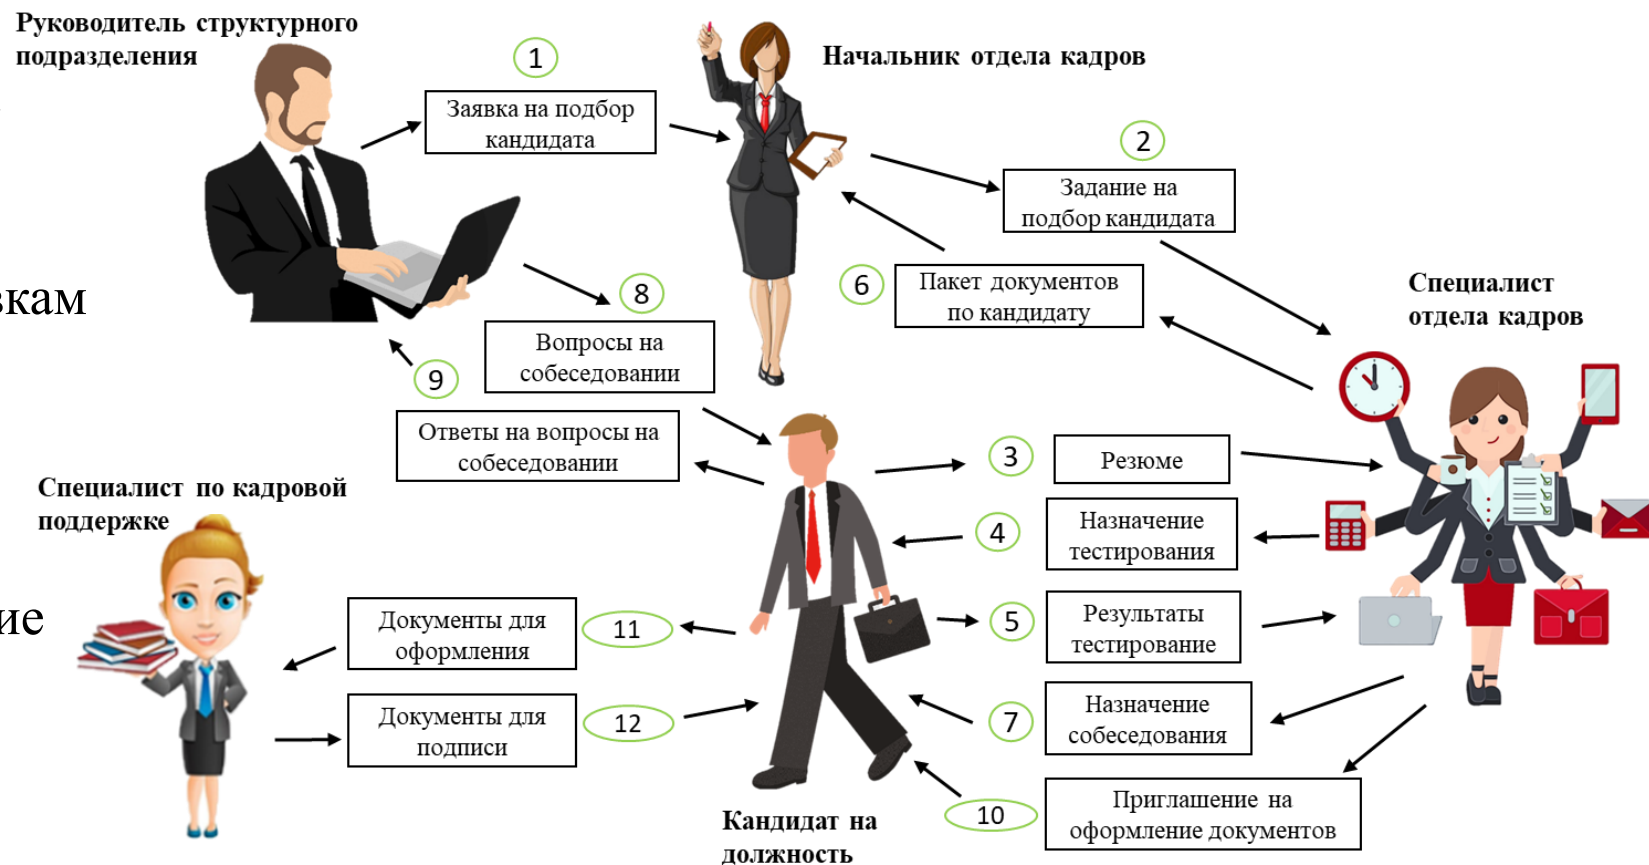 Руководитель структурного
подразделения
1
Заявка на подбор
кандидата
Начальник отдела кадров
2
Задание на
подбор кандидата
6
Пакет документов
по кандидату
Специалист
отдела кадров
вкам
8
Вопросы на
собеседовании
9
Ответы на вопросы на
собеседовании
3
Резюме
4
Назначение
тестирования
5
Результаты
тестирование
7
Назначение
собеседования
10
Приглашение на
оформление документов
Специалист по кадровой
поддержке
ие
Документы для
оформления
11
Документы для
подписи
12
Кандидат на
должность